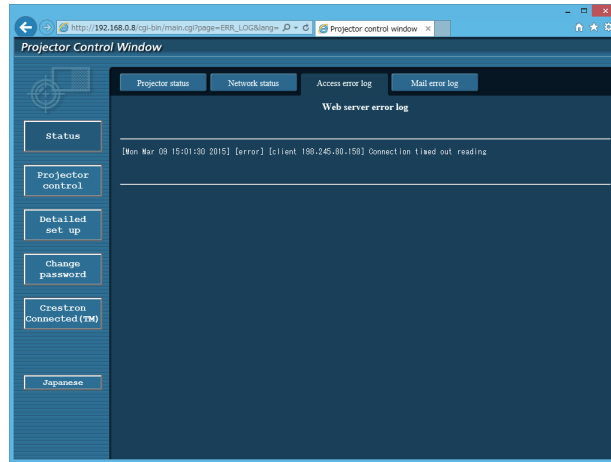 http://192.168.0.8/cgi-bin/main.cgi?page=ERR_LOG&lang=
Projector control window
Projector Control Window
Projector status
Network status
Access error log
Mail error log
Web server error log
[Mon Mar 09 15:01:30 2015] [error] [client 198.245.80.158] Connection timed out reading
Status
Projector
control
Detailed
set up
Change
password
Crestron
Connected(TM)
Japanese